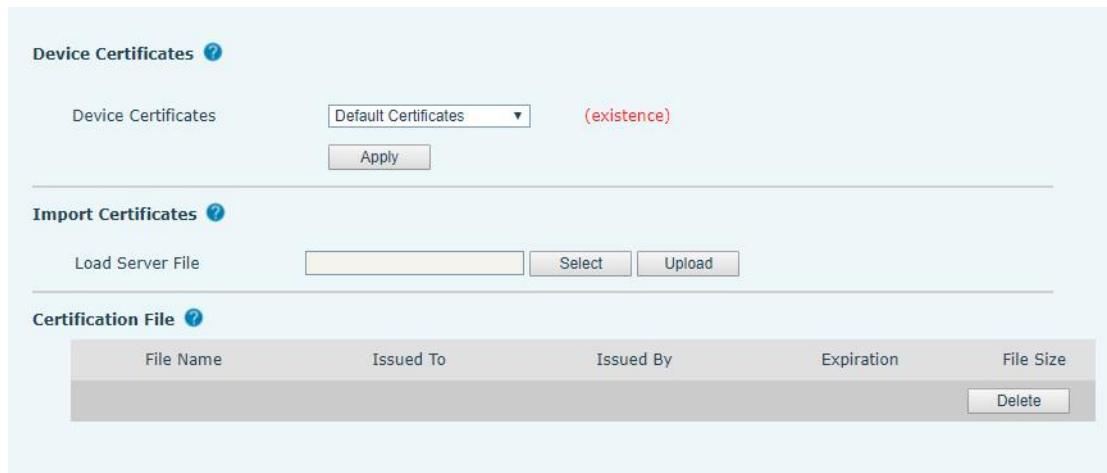 Device Certificates ?
Device Certificates Default Certificates ▼ (existence)
Apply
Import Certificates ?
Load Server File Select Upload
Certification File ?
File Name Issued To Issued By Expiration File Size
Delete